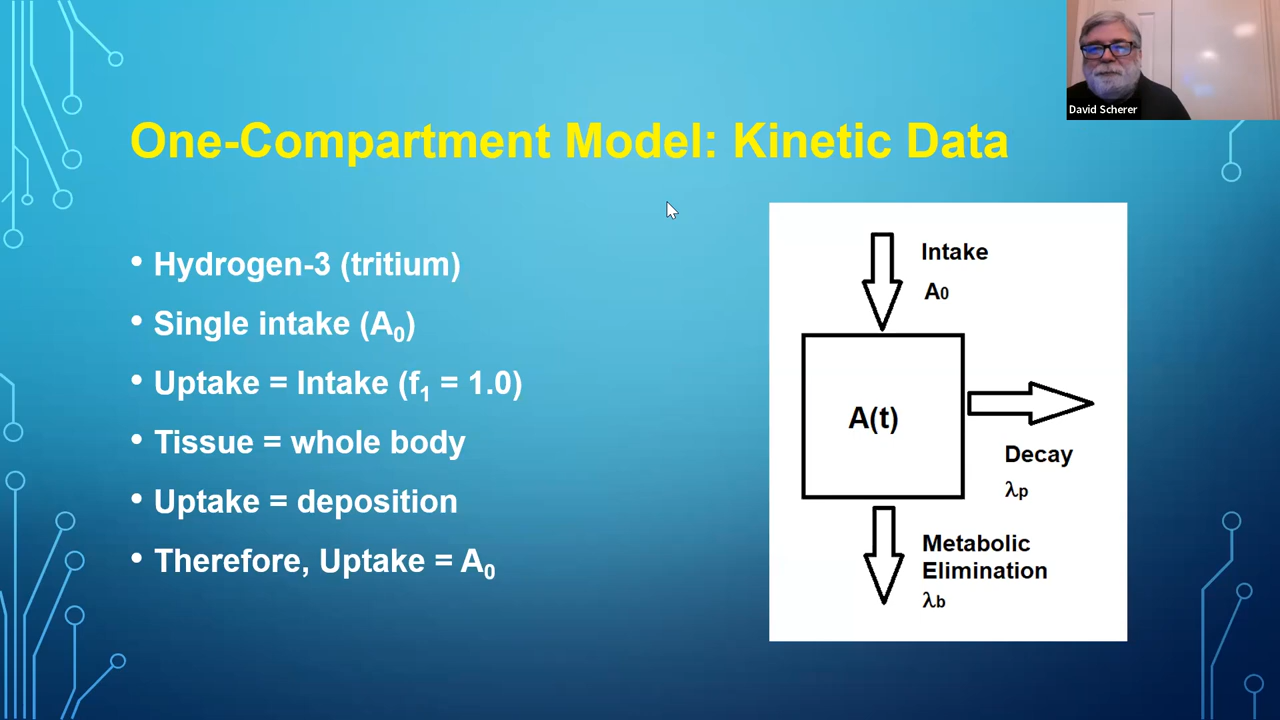 David Scherer
One-Compartment Model: Kinetic Data
• Hydrogen-3 (tritium)
• Single intake (A₀)
• Uptake = Intake (f₁ = 1.0)
• Tissue = whole body
• Uptake = deposition
• Therefore, Uptake = A₀
Intake
A₀
A(t)
Decay
λp
Metabolic
Elimination
λb